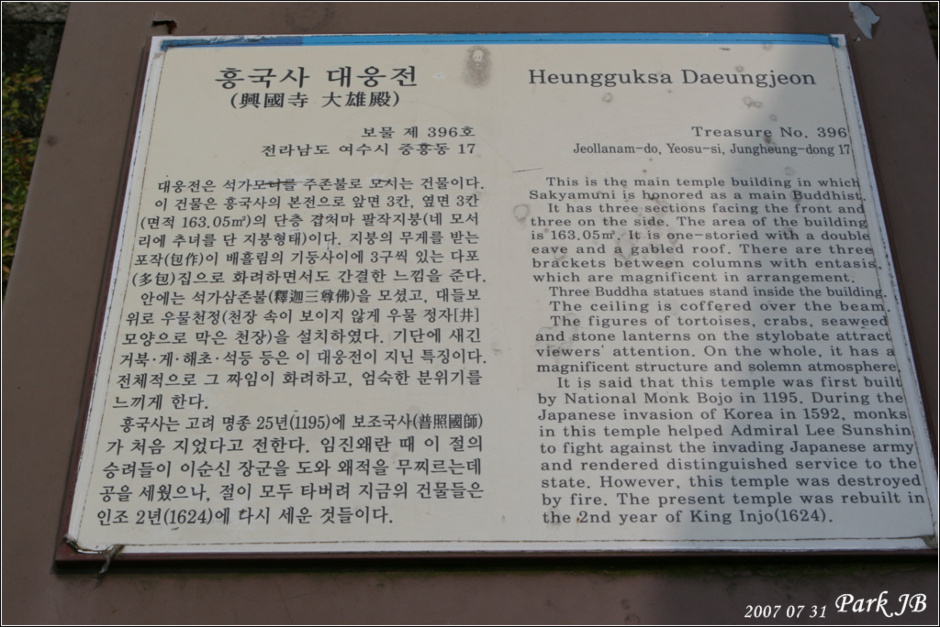 흥국사 대웅전
(興國寺 大雄殿)
보물 제 396호
전라남도 여수시 중흥동 17
대웅전은 석가모니를 주존불로 모시는 건물이다.
이 건물은 흥국사의 본전으로 앞면 3칸, 옆면 3칸
(면적 163.05㎡)의 단층 겹처마 팔작지붕(네 모서
리에 추녀를 단 지붕형태)이다. 지붕의 무게를 받는
포작(包作)이 배흘림의 기둥사이에 3구씩 있는 다포
(多包)집으로 화려하면서도 간결한 느낌을 준다.
안에는 석가삼존불(釋迦三尊佛)을 모셨고, 대들보
위로 우물천정(천장 속이 보이지 않게 우물 정자[井]
모양으로 막은 천장)을 설치하였다. 기단에 새긴
거북·게·해초·석등 등은 이 대웅전이 지닌 특징이다.
전체적으로 그 짜임이 화려하고, 엄숙한 분위기를
느끼게 한다.
흥국사는 고려 명종 25년(1195)에 보조국사(普照國師)
가 처음 지었다고 전한다. 임진왜란 때 이 절의
승려들이 이순신 장군을 도와 왜적을 무찌르는데
공을 세웠으나, 절이 모두 타버려 지금의 건물들은
인조 2년(1624)에 다시 세운 것들이다.
Heungguksa Daeungjeon
Treasure No. 396
Jeollanam-do, Yeosu-si, Jungheung-dong 17
This is the main temple building in which
Sakyamuni is honored as a main Buddhist.
It has three sections facing the front and
three on the side. The area of the building
is 163.05㎡. It is one-storied with a double
eave and a gabled roof. There are three
brackets between columns with entasis,
which are magnificent in arrangement.
Three Buddha statues stand inside the building.
The ceiling is coffered over the beam.
The figures of tortoises, crabs, seaweed
and stone lanterns on the stylobate attract
viewers' attention. On the whole, it has a
magnificent structure and solemn atmosphere.
It is said that this temple was first built
by National Monk Bojo in 1195. During the
Japanese invasion of Korea in 1592, monks
in this temple helped Admiral Lee Sunshin
to fight against the invading Japanese army
and rendered distinguished service to the
state. However, this temple was destroyed
by fire. The present temple was rebuilt in
the 2nd year of King Injo(1624).
2007 07 31 Park JB